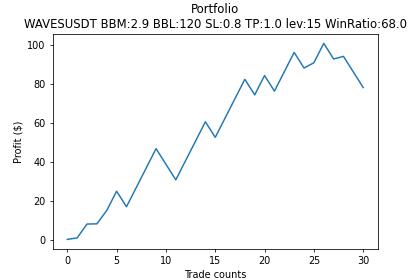 Portfolio
WAVESUSDT BBM:2.9 BBL:120 SL:0.8 TP:1.0 lev:15 WinRatio:68.0
100
80
60
40
20
0
Profit ($)
0 5 10 15 20 25 30
Trade counts